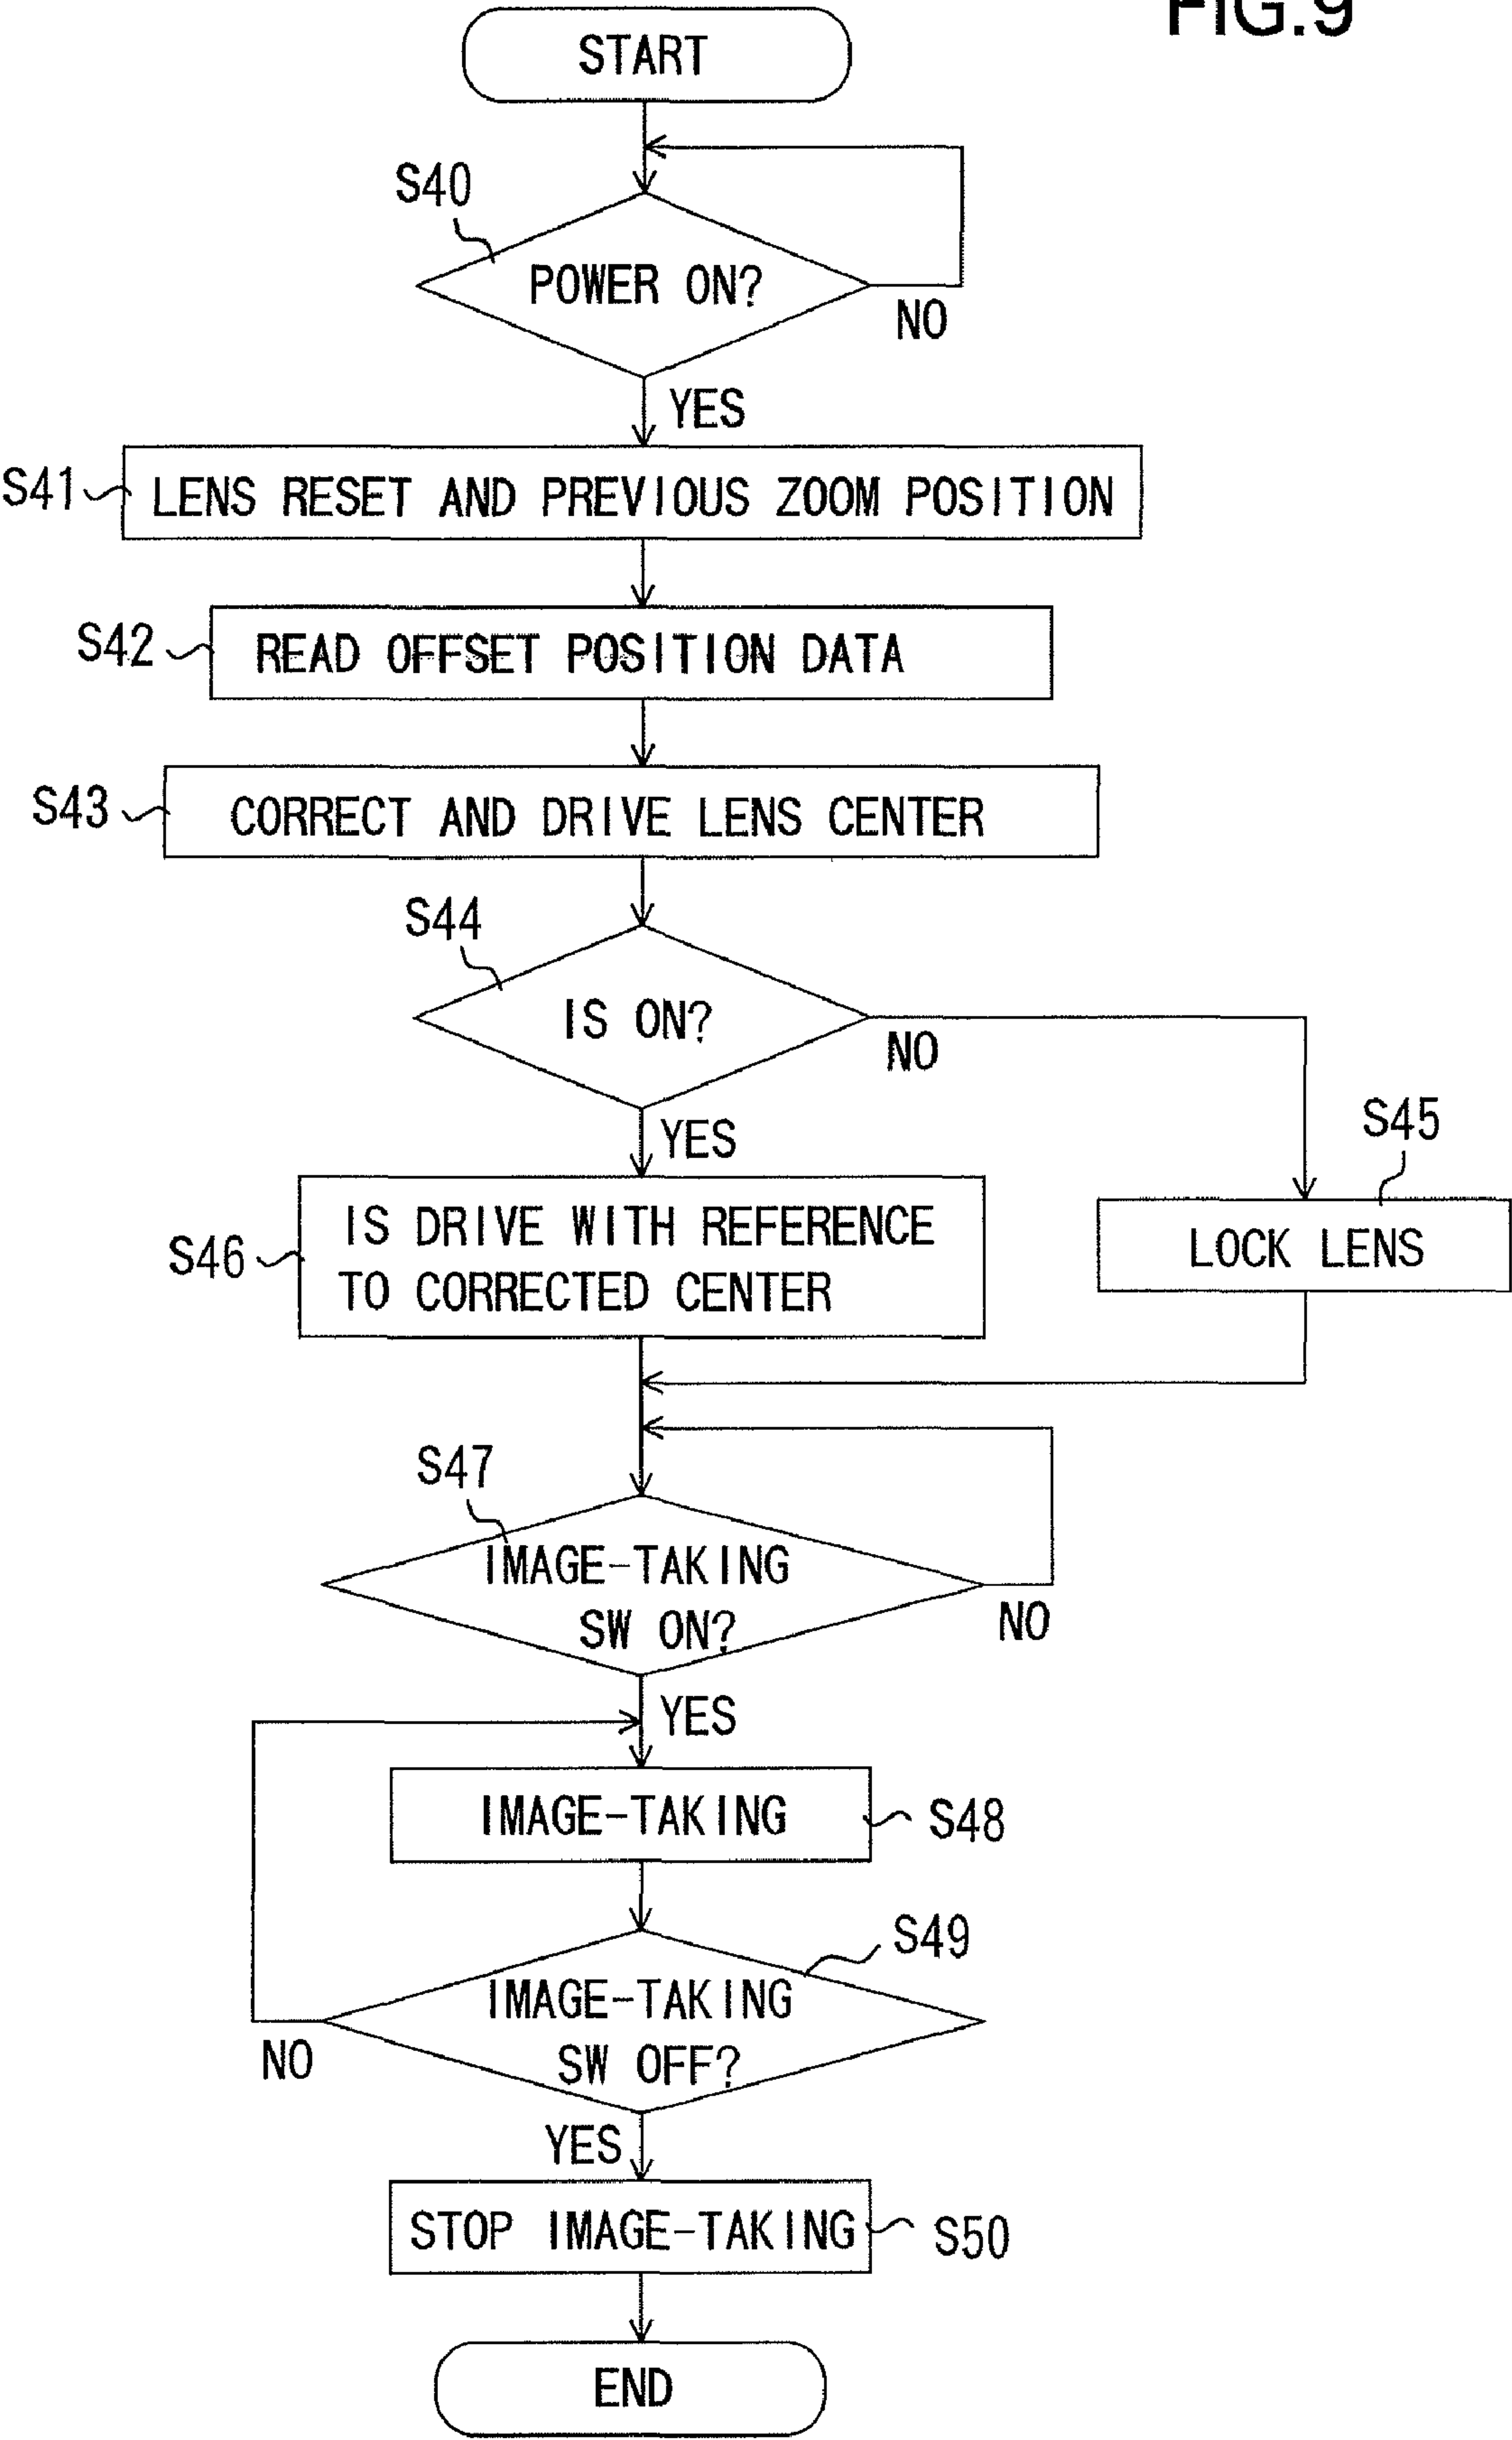 FIG.9
START
S40
POWER ON?
NO
YES
S41
LENS RESET AND PREVIOUS ZOOM POSITION
S42
READ OFFSET POSITION DATA
S43
CORRECT AND DRIVE LENS CENTER
S44
IS ON?
NO
YES
S45
LOCK LENS
S46
IS DRIVE WITH REFERENCE
TO CORRECTED CENTER
S47
IMAGE-TAKING
SW ON?
NO
YES
IMAGE-TAKING
S48
S49
IMAGE-TAKING
SW OFF?
NO
YES
STOP IMAGE-TAKING
S50
END